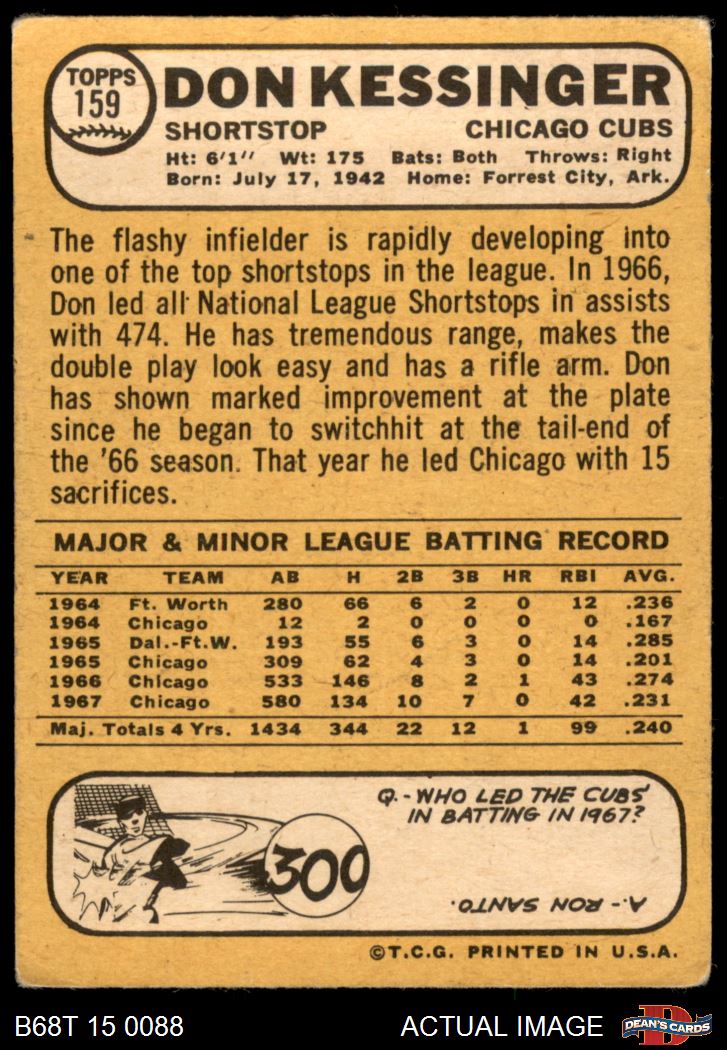 TOPPS
159
DON KESSINGER
SHORTSTOP CHICAGO CUBS
Ht: 6'1" Wt: 175 Bats: Both Throws: Right
Born: July 17, 1942 Home: Forrest City, Ark.
The flashy infielder is rapidly developing into
one of the top shortstops in the league. In 1966,
Don led all National League Shortstops in assists
with 474. He has tremendous range, makes the
double play look easy and has a rifle arm. Don
has shown marked improvement at the plate
since he began to switchhit at the tail-end of
the '66 season. That year he led Chicago with 15
sacrifices.
MAJOR & MINOR LEAGUE BATTING RECORD
YEAR TEAM AB H 2B 3B HR RBI AVG.
1964 Ft. Worth 280 66 6 2 0 12 .236
1964 Chicago 12 2 0 0 0 0 .167
1965 Dal.-Ft.W. 193 55 6 3 0 14 .285
1965 Chicago 309 62 4 3 0 14 .201
1966 Chicago 533 146 8 2 1 43 .274
1967 Chicago 580 134 10 7 0 42 .231
Maj. Totals 4 Yrs. 1434 344 22 12 1 99 .240
Q.-WHO LED THE CUBS'
IN BATTING IN 1967?
300
A-RON SANTO.
©T.C.G. PRINTED IN U.S.A.
B68T 15 0088 ACTUAL IMAGE
D
DEAN'S CARDS